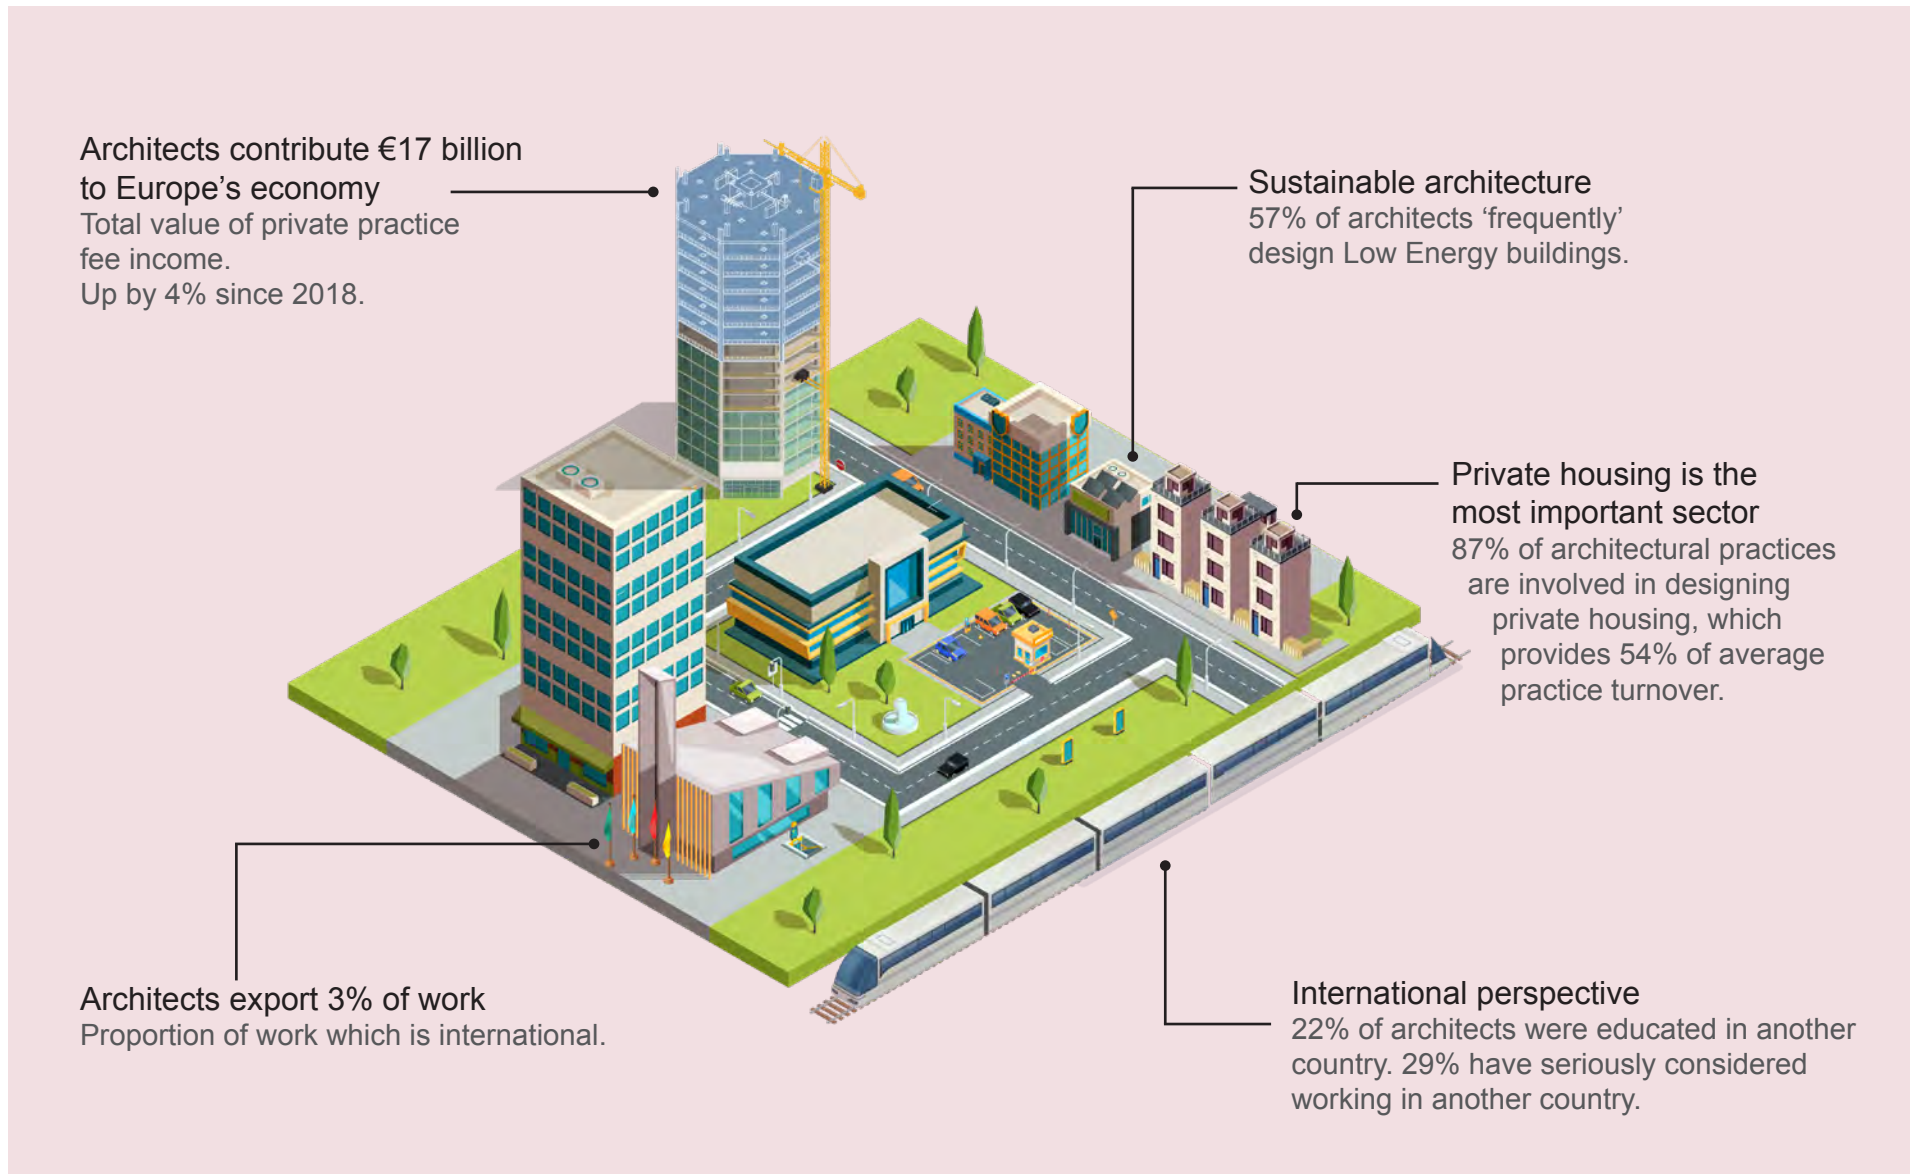 Architects contribute €17 billion
to Europe’s economy
Total value of private practice
fee income.
Up by 4% since 2018.
Sustainable architecture
57% of architects ‘frequently’
design Low Energy buildings.
Private housing is the
most important sector
87% of architectural practices
are involved in designing
private housing, which
provides 54% of average
practice turnover.
Architects export 3% of work
Proportion of work which is international.
International perspective
22% of architects were educated in another
country. 29% have seriously considered
working in another country.